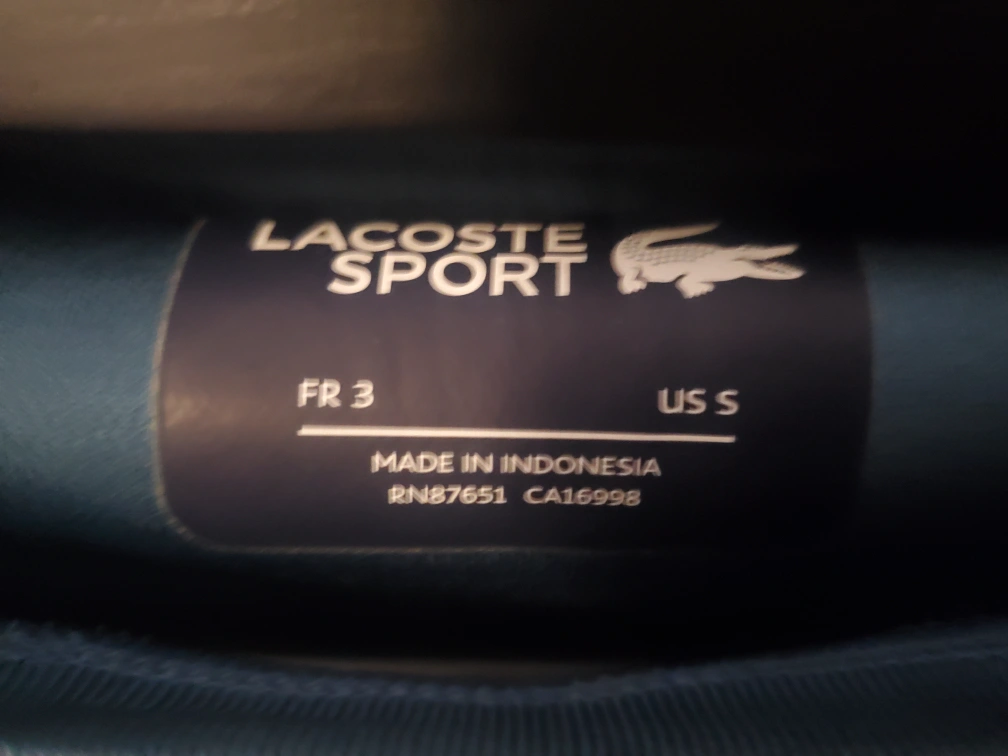 LACOSTE
SPORT
FR 3 US S
MADE IN INDONESIA
RN87651 CA16998